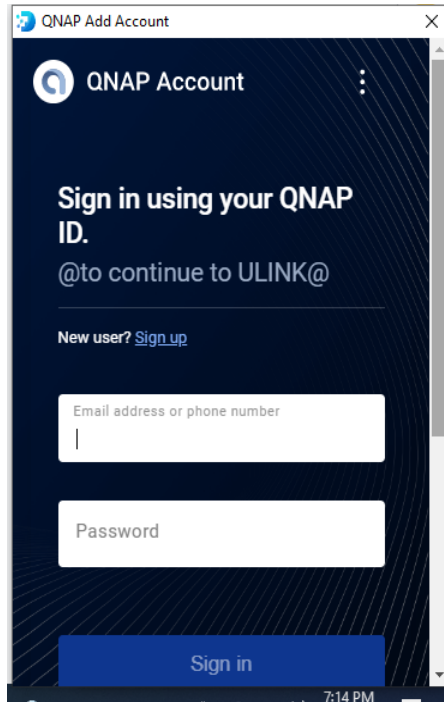 QNAP Add Account
QNAP Account
Sign in using your QNAP
ID.
@to continue to ULINK@
New user? Sign up
Email address or phone number
Password
Sign in
7:14 PM